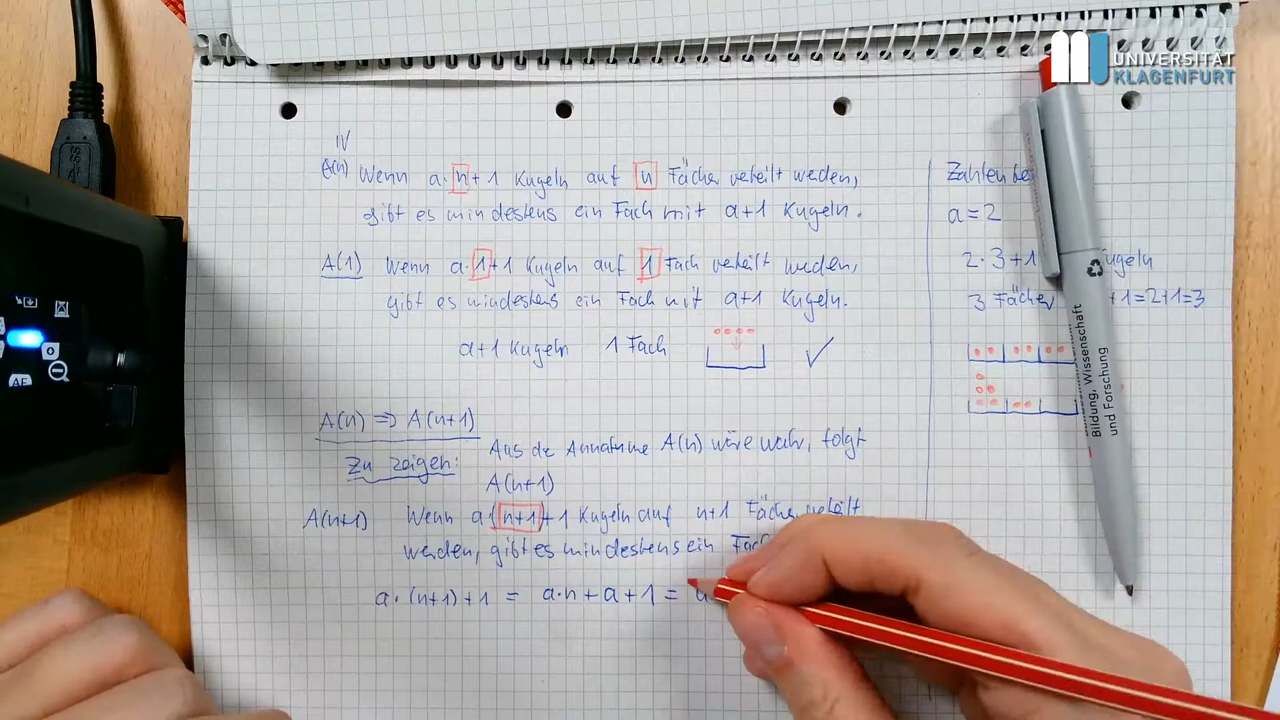 IV
A(n) Wenn a·n+1 Kugeln auf n Fächer verteilt werden,
gibt es mindestens ein Fach mit a+1 Kugeln.
A(1) Wenn a·1+1 Kugeln auf 1 Fach verteilt werden,
gibt es mindestens ein Fach mit a+1 Kugeln.
a+1 Kugeln 1 Fach ✓
A(n) ⇒ A(n+1)
Zu zeigen: Aus der Annahme A(n) wäre wahr, folgt
A(n+1)
A(n+1) Wenn a(n+1)+1 Kugeln auf n+1 Fächer verteilt
werden, gibt es mindestens ein Fach
a·(n+1)+1 = a·n+a+1 =
a=2
2·3+1
3 Fächer +1=2+1=3
UNIVERSITÄT
KLAGENFURT
Bildung, Wissenschaft
und Forschung
AF